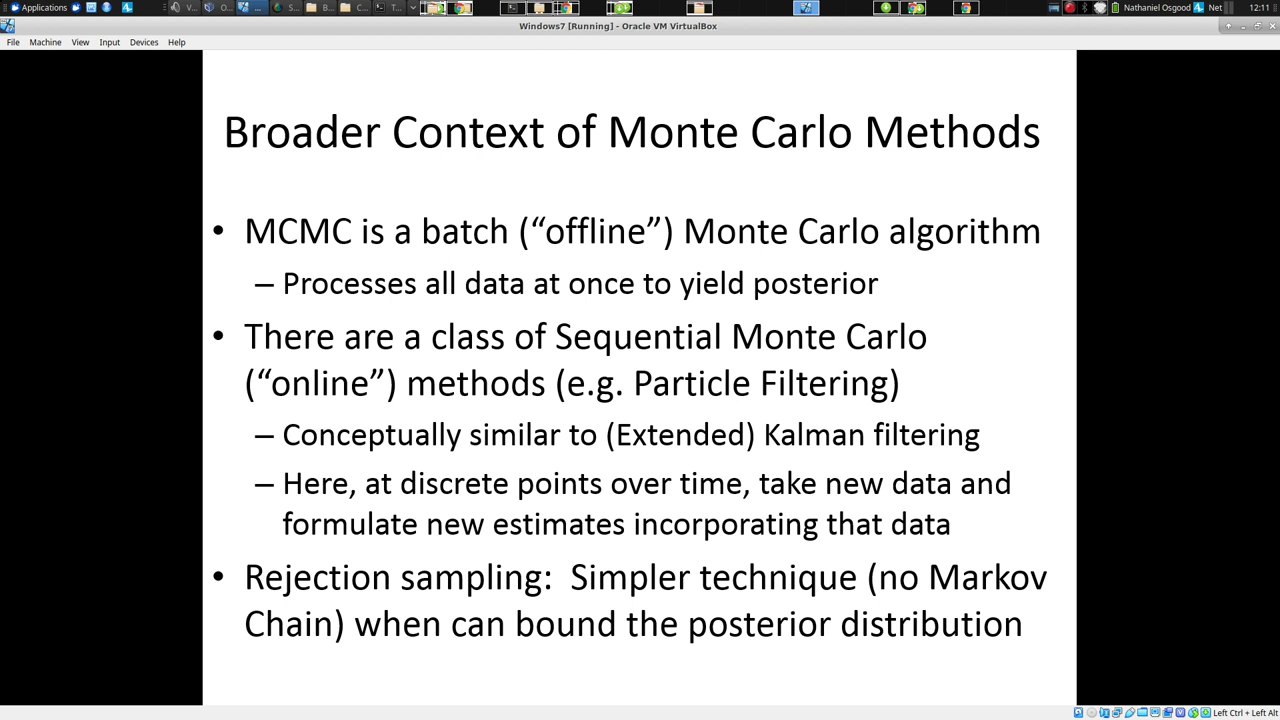 Applications
V...
O..
...
S..
B...
C...
T...
Nathaniel Osgood
Net
12:11
Windows7 [Running] - Oracle VM VirtualBox
File Machine View Input Devices Help
Broader Context of Monte Carlo Methods
• MCMC is a batch (“offline”) Monte Carlo algorithm
– Processes all data at once to yield posterior
• There are a class of Sequential Monte Carlo
(“online”) methods (e.g. Particle Filtering)
– Conceptually similar to (Extended) Kalman filtering
– Here, at discrete points over time, take new data and
formulate new estimates incorporating that data
• Rejection sampling:  Simpler technique (no Markov
Chain) when can bound the posterior distribution
Left Ctrl + Left Alt